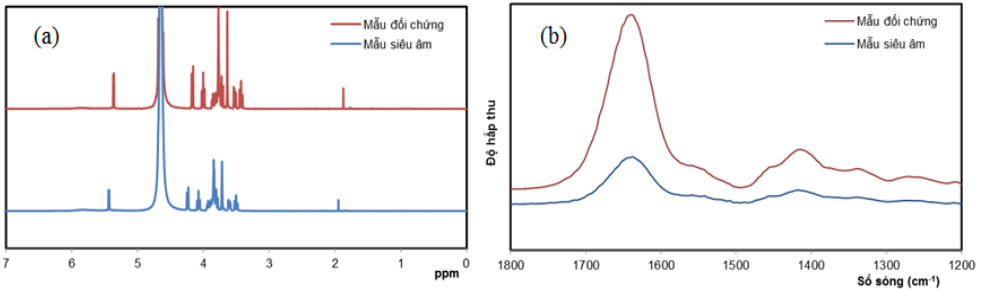 (a)
Mẫu đối chứng
Mẫu siêu âm
7 6 5 4 3 2 1 0
ppm
(b)
Mẫu đối chứng
Mẫu siêu âm
Độ hấp thu
1800 1700 1600 1500 1400 1300 1200
Số sóng (cm⁻¹)